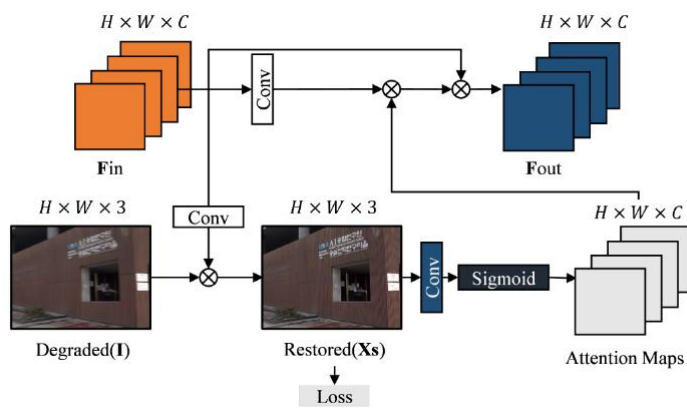 H × W × C
H × W × C
Conv
Fin
Fout
H × W × 3
Conv
H × W × 3
H × W × C
Conv
Sigmoid
Degraded(I)
Restored(Xs)
Attention Maps
Loss